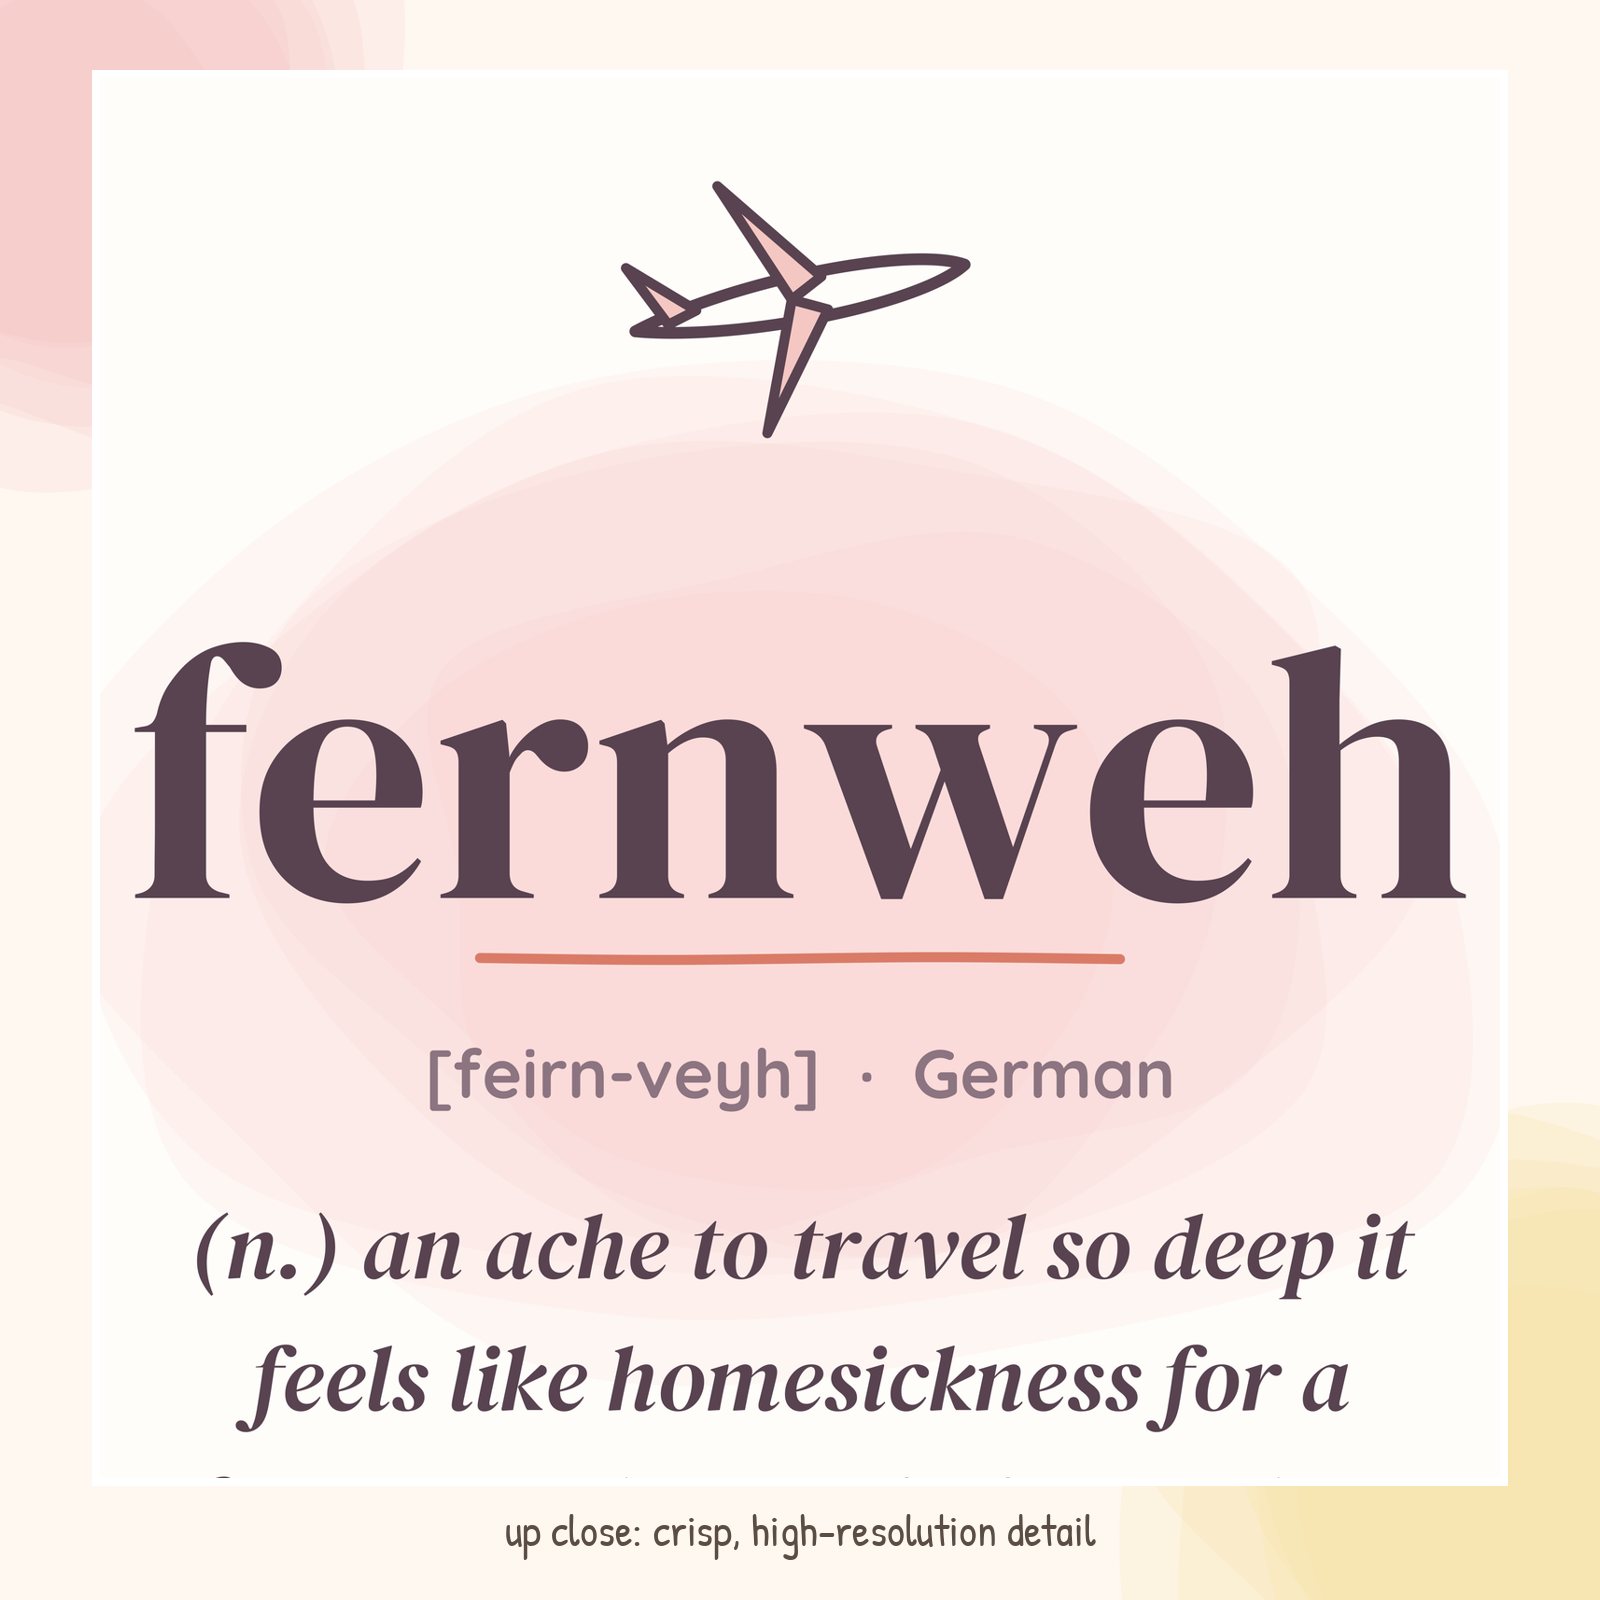 fernweh
[feirn-veyh] · German
(n.) an ache to travel so deep it
feels like homesickness for a
up close: crisp, high-resolution detail